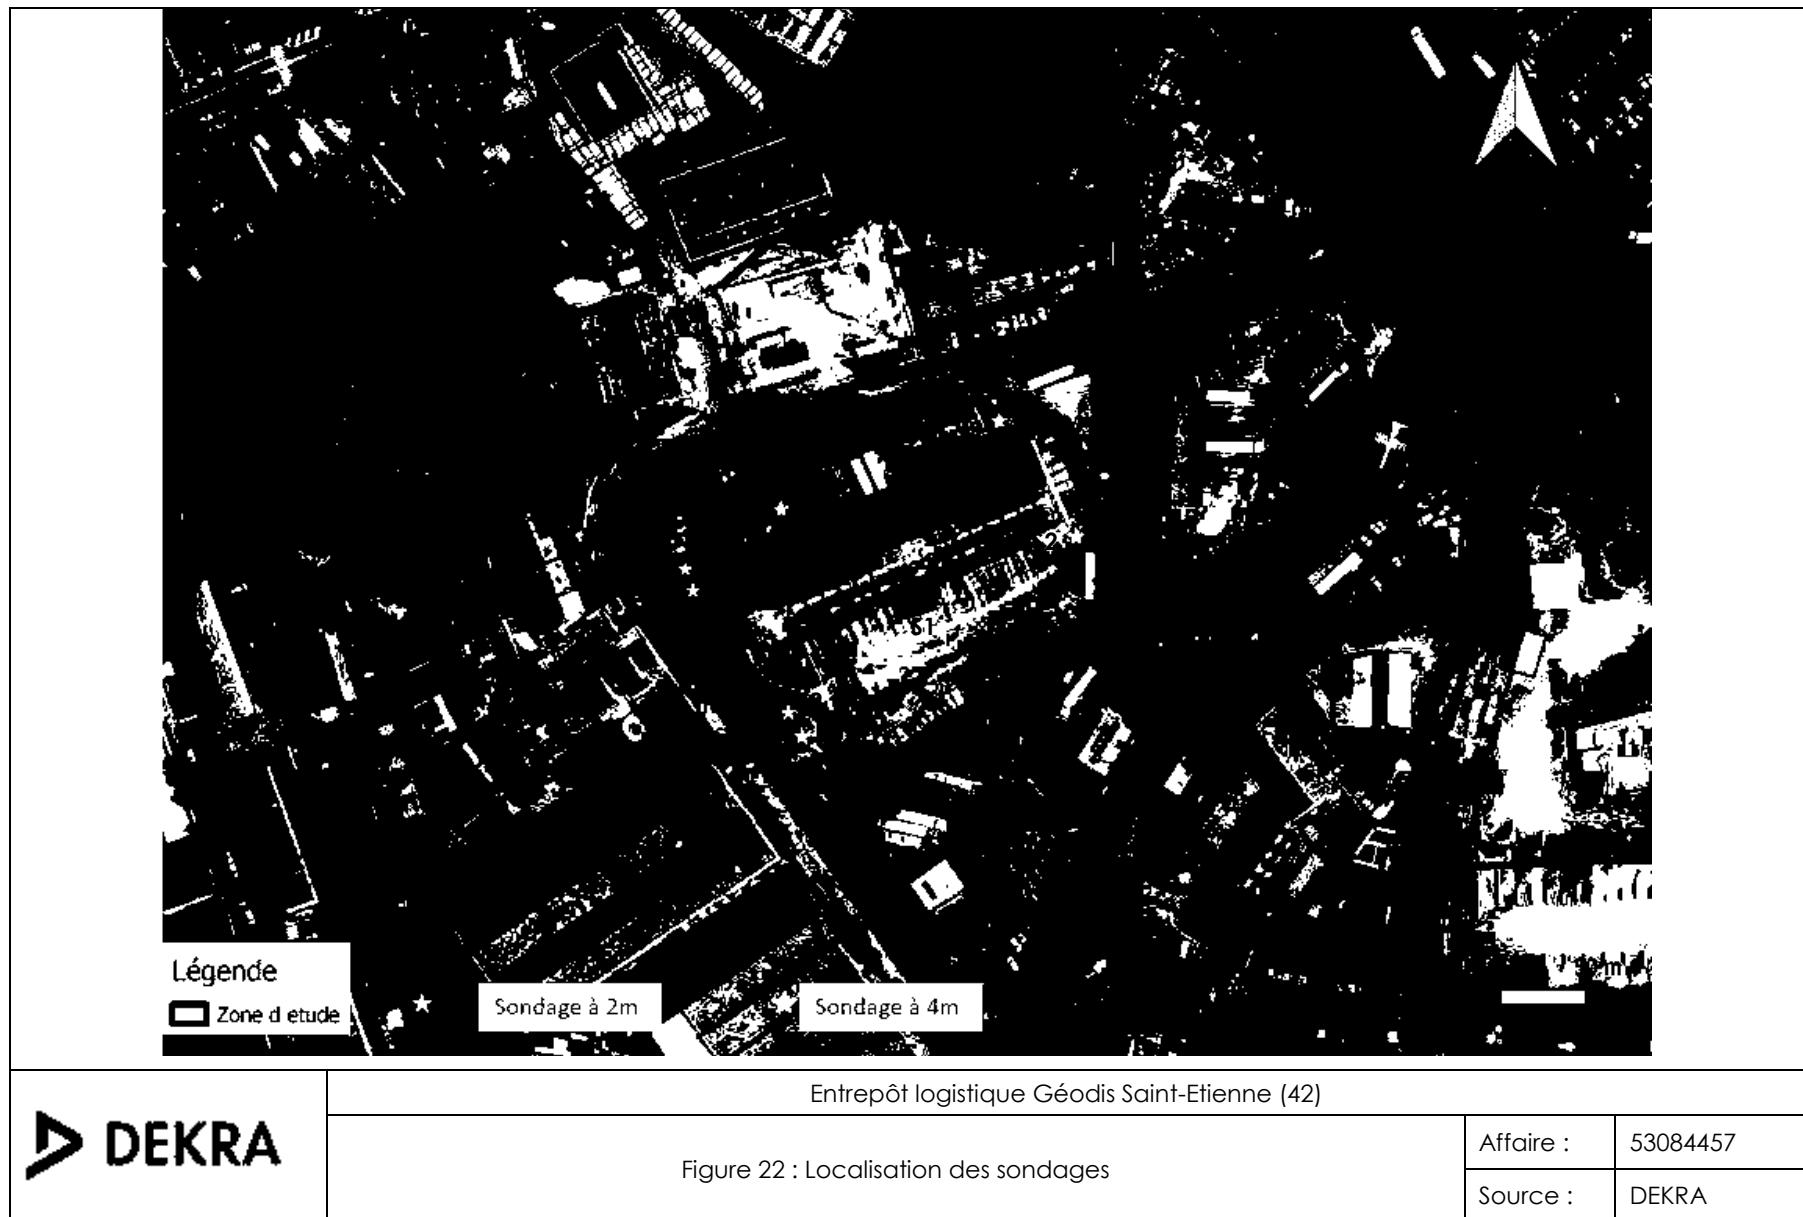 Légende
Zone d etude
Sondage à 2m
Sondage à 4m
DEKRA
Entrepôt logistique Géodis Saint-Etienne (42)
Figure 22 : Localisation des sondages
Affaire :
53084457
Source :
DEKRA